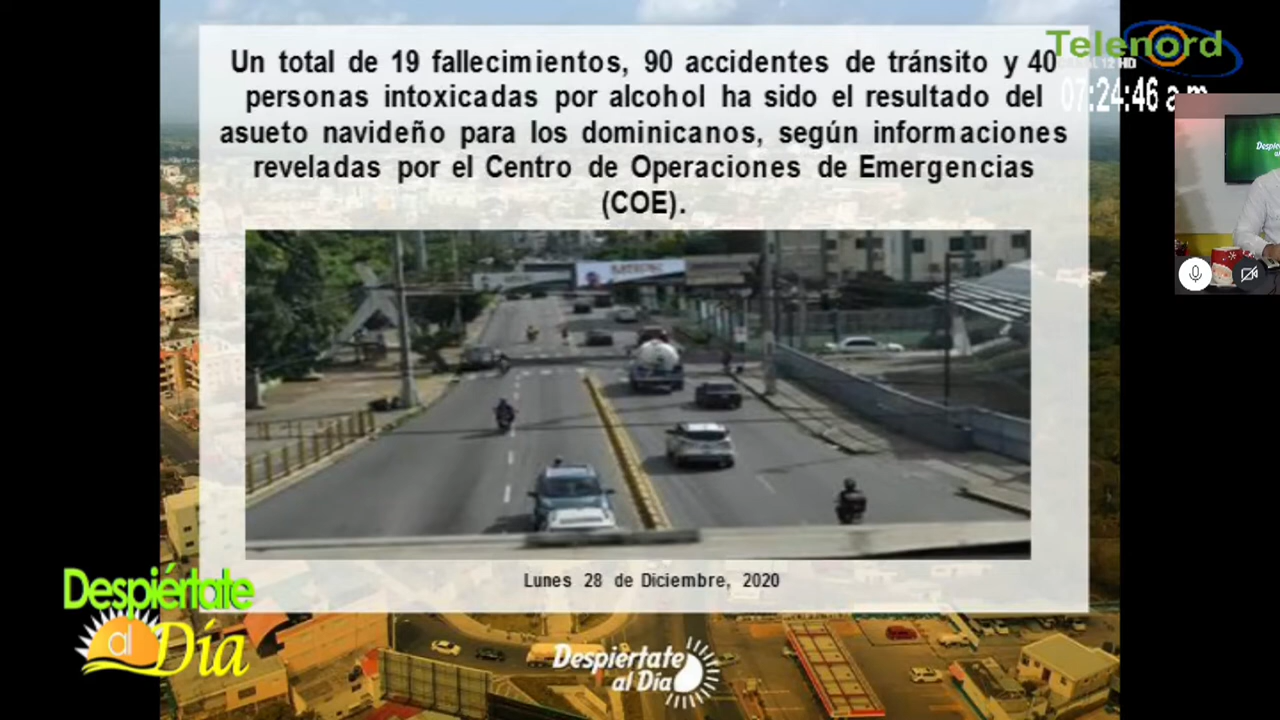 Un total de 19 fallecimientos, 90 accidentes de tránsito y 40
personas intoxicadas por alcohol ha sido el resultado del
asueto navideño para los dominicanos, según informaciones
reveladas por el Centro de Operaciones de Emergencias
(COE).
Telenord
07:24:46 a.m.
Lunes 28 de Diciembre, 2020
Despiértate
al Día
Despiértate
al Día